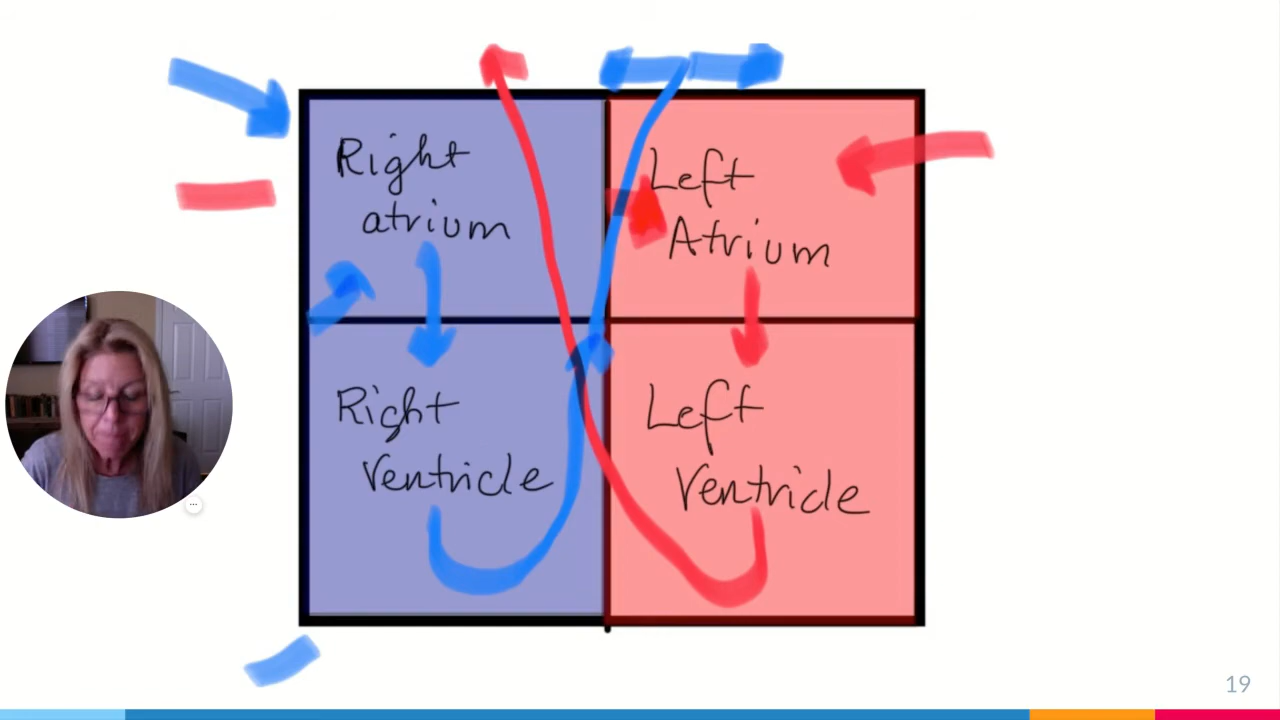 Right
atrium
Left
Atrium
Right
Ventricle
Left
Ventricle
19